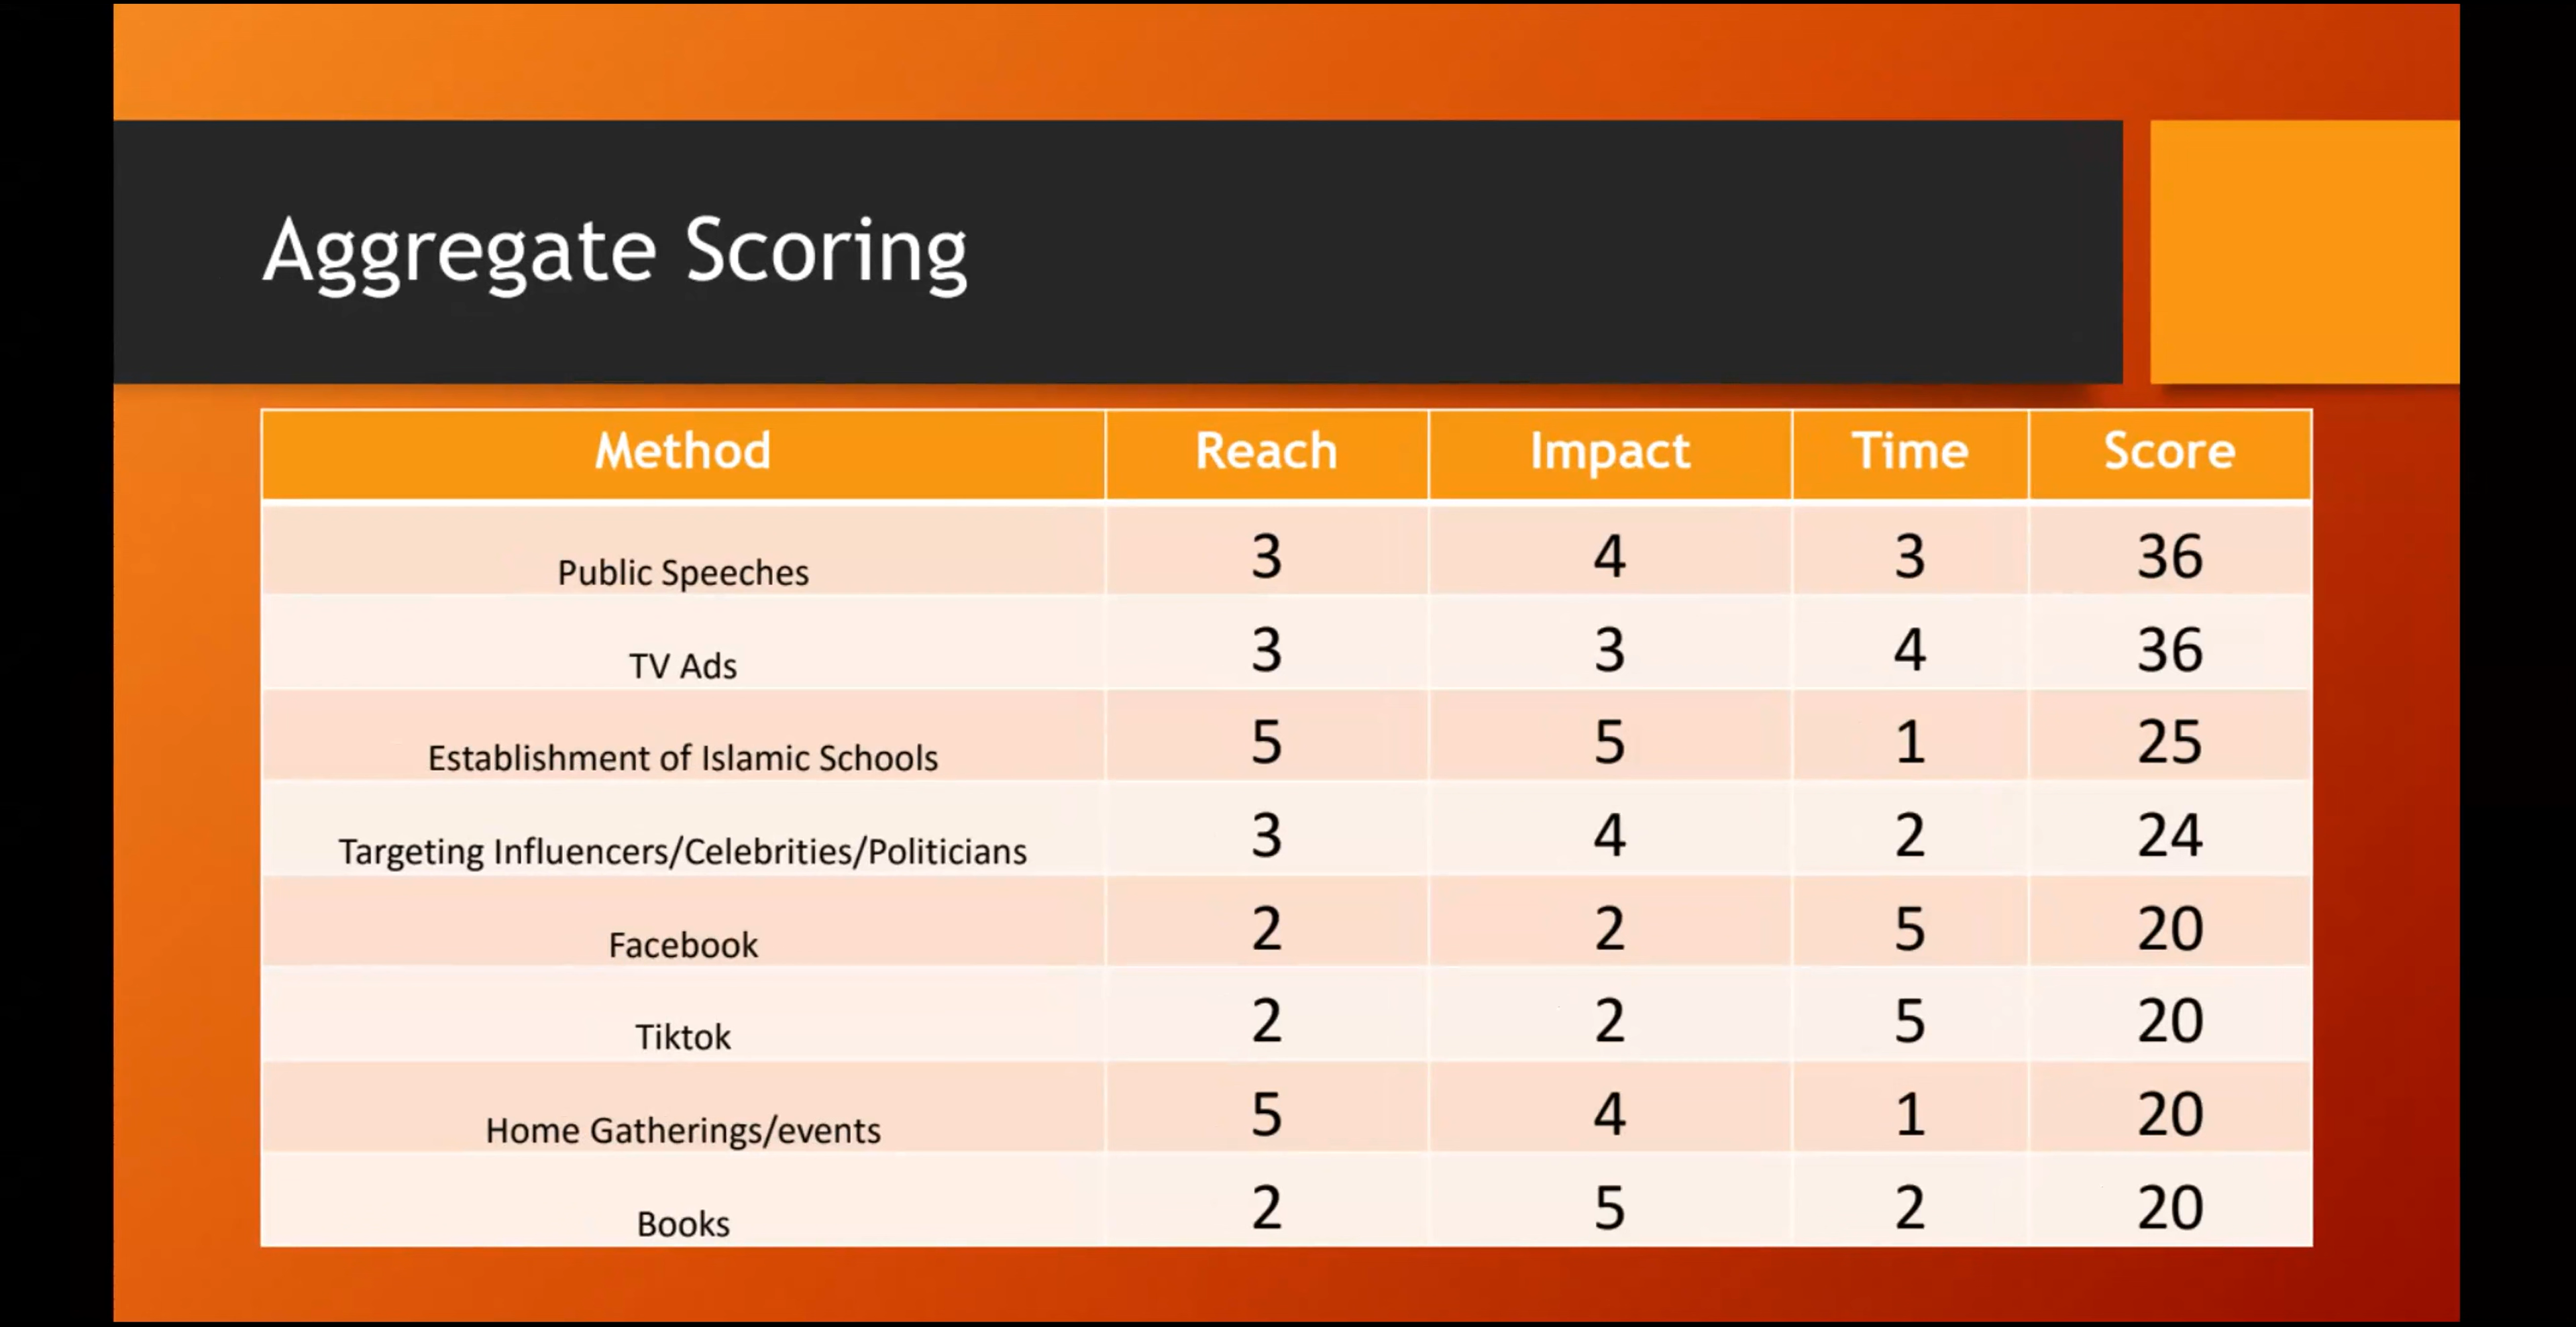 Aggregate Scoring
Method Reach Impact Time Score
Public Speeches 3 4 3 36
TV Ads 3 3 4 36
Establishment of Islamic Schools 5 5 1 25
Targeting Influencers/Celebrities/Politicians 3 4 2 24
Facebook 2 2 5 20
Tiktok 2 2 5 20
Home Gatherings/events 5 4 1 20
Books 2 5 2 20